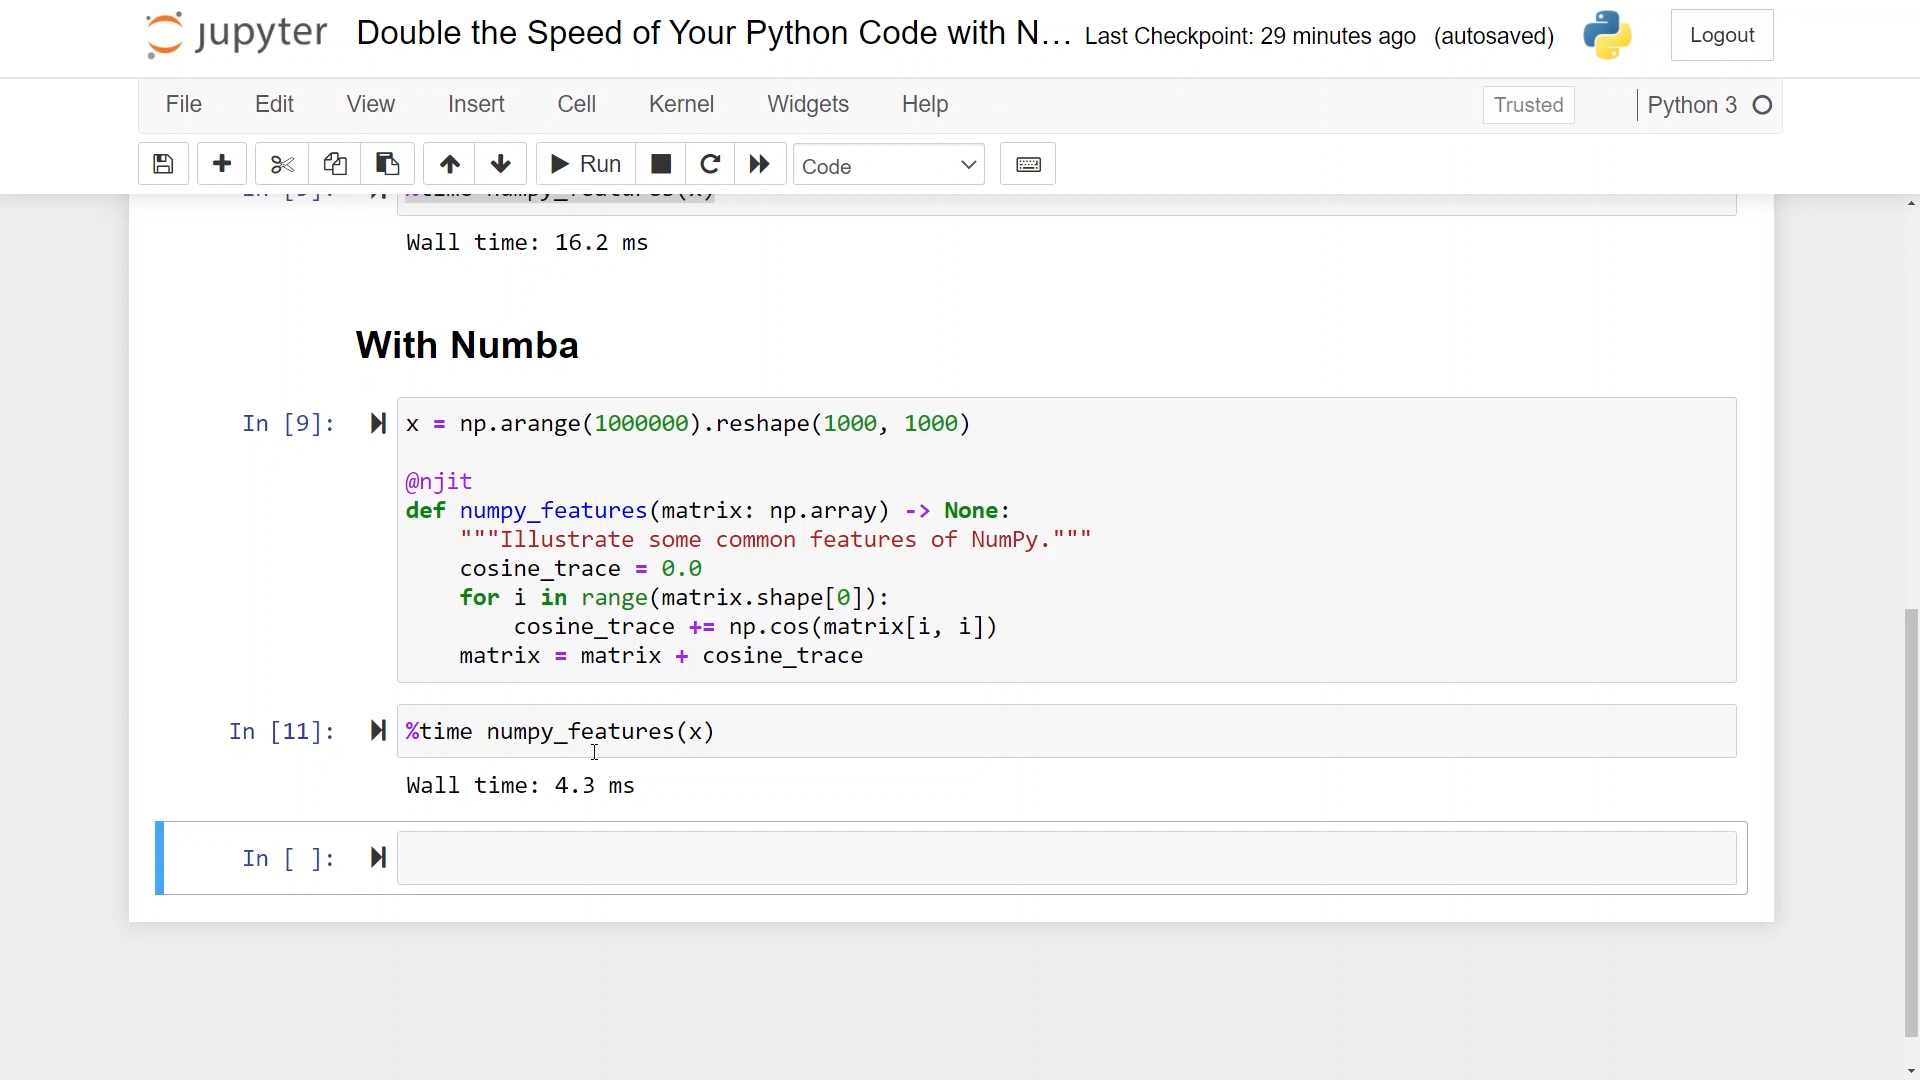 jupyter Double the Speed of Your Python Code with N... Last Checkpoint: 29 minutes ago (autosaved) Logout
File Edit View Insert Cell Kernel Widgets Help Trusted Python 3
Run Code
%time numpy_features(x)
Wall time: 16.2 ms
With Numba
In [9]: x = np.arange(1000000).reshape(1000, 1000)
@njit
def numpy_features(matrix: np.array) -> None:
"""Illustrate some common features of NumPy."""
cosine_trace = 0.0
for i in range(matrix.shape[0]):
cosine_trace += np.cos(matrix[i, i])
matrix = matrix + cosine_trace
In [11]: %time numpy_features(x)
Wall time: 4.3 ms
In [ ]: